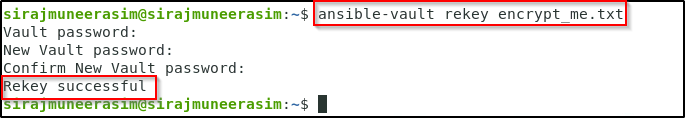 sirajmuneerasim@sirajmuneerasim:~$ ansible-vault rekey encrypt_me.txt
Vault password:
New Vault password:
Confirm New Vault password:
Rekey successful
sirajmuneerasim@sirajmuneerasim:~$